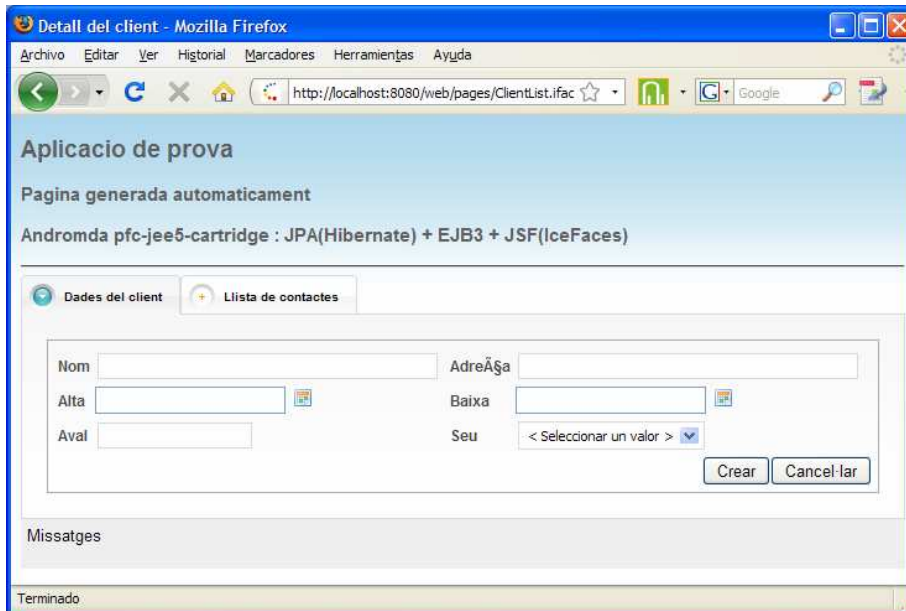 Detall del client - Mozilla Firefox
Archivo Editar Ver Historial Marcadores Herramientas Ayuda
http://localhost:8080/web/pages/ClientList.ifac G Google
Aplicacio de prova
Pagina generada automaticament
Andromda pfc-jee5-cartridge : JPA(Hibernate) + EJB3 + JSF(IceFaces)
Dades del client Llista de contactes
Nom AdreÃ§a
Alta Baixa
Aval Seu < Seleccionar un valor >
Crear Cancel·lar
Missatges
Terminado